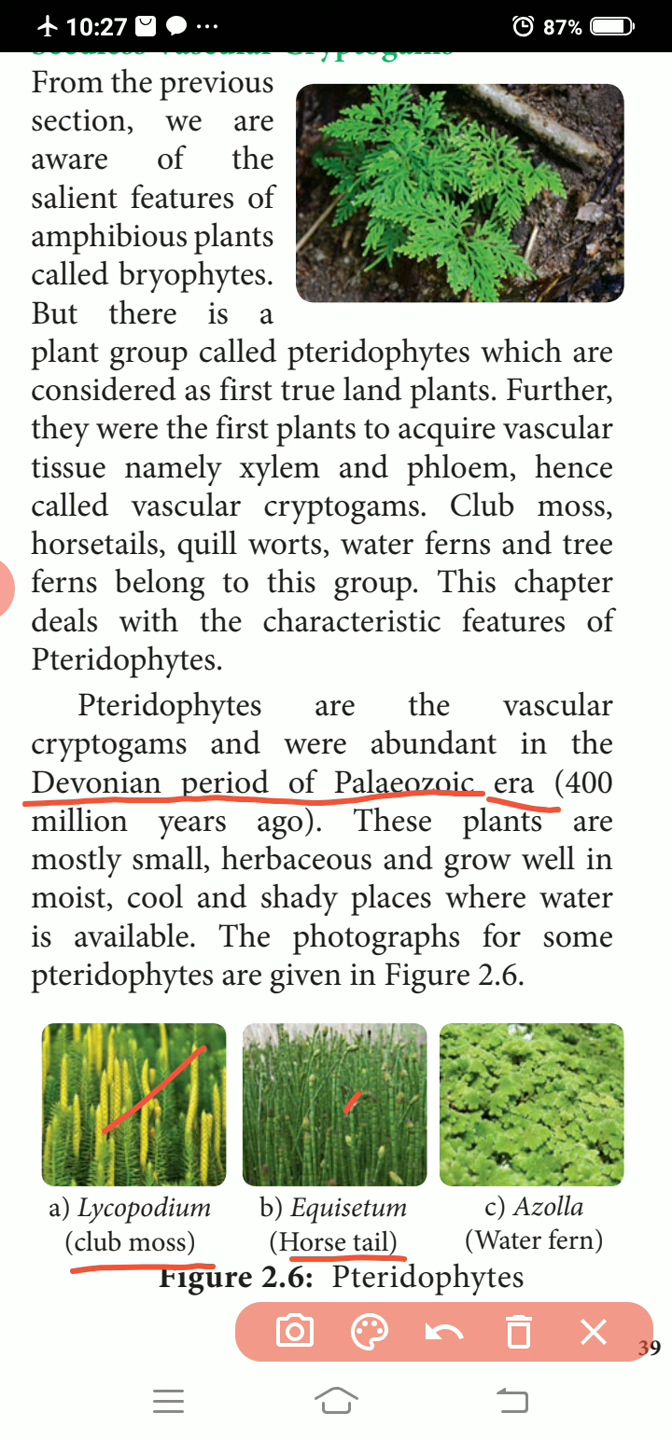 10:27
87%
Seedless Vascular Cryptogams
From the previous
section, we are
aware of the
salient features of
amphibious plants
called bryophytes.
But there is a
plant group called pteridophytes which are
considered as first true land plants. Further,
they were the first plants to acquire vascular
tissue namely xylem and phloem, hence
called vascular cryptogams. Club moss,
horsetails, quill worts, water ferns and tree
ferns belong to this group. This chapter
deals with the characteristic features of
Pteridophytes.
Pteridophytes are the vascular
cryptogams and were abundant in the
Devonian period of Palaeozoic era (400
million years ago). These plants are
mostly small, herbaceous and grow well in
moist, cool and shady places where water
is available. The photographs for some
pteridophytes are given in Figure 2.6.
a) Lycopodium
(club moss)
b) Equisetum
(Horse tail)
c) Azolla
(Water fern)
Figure 2.6: Pteridophytes
39